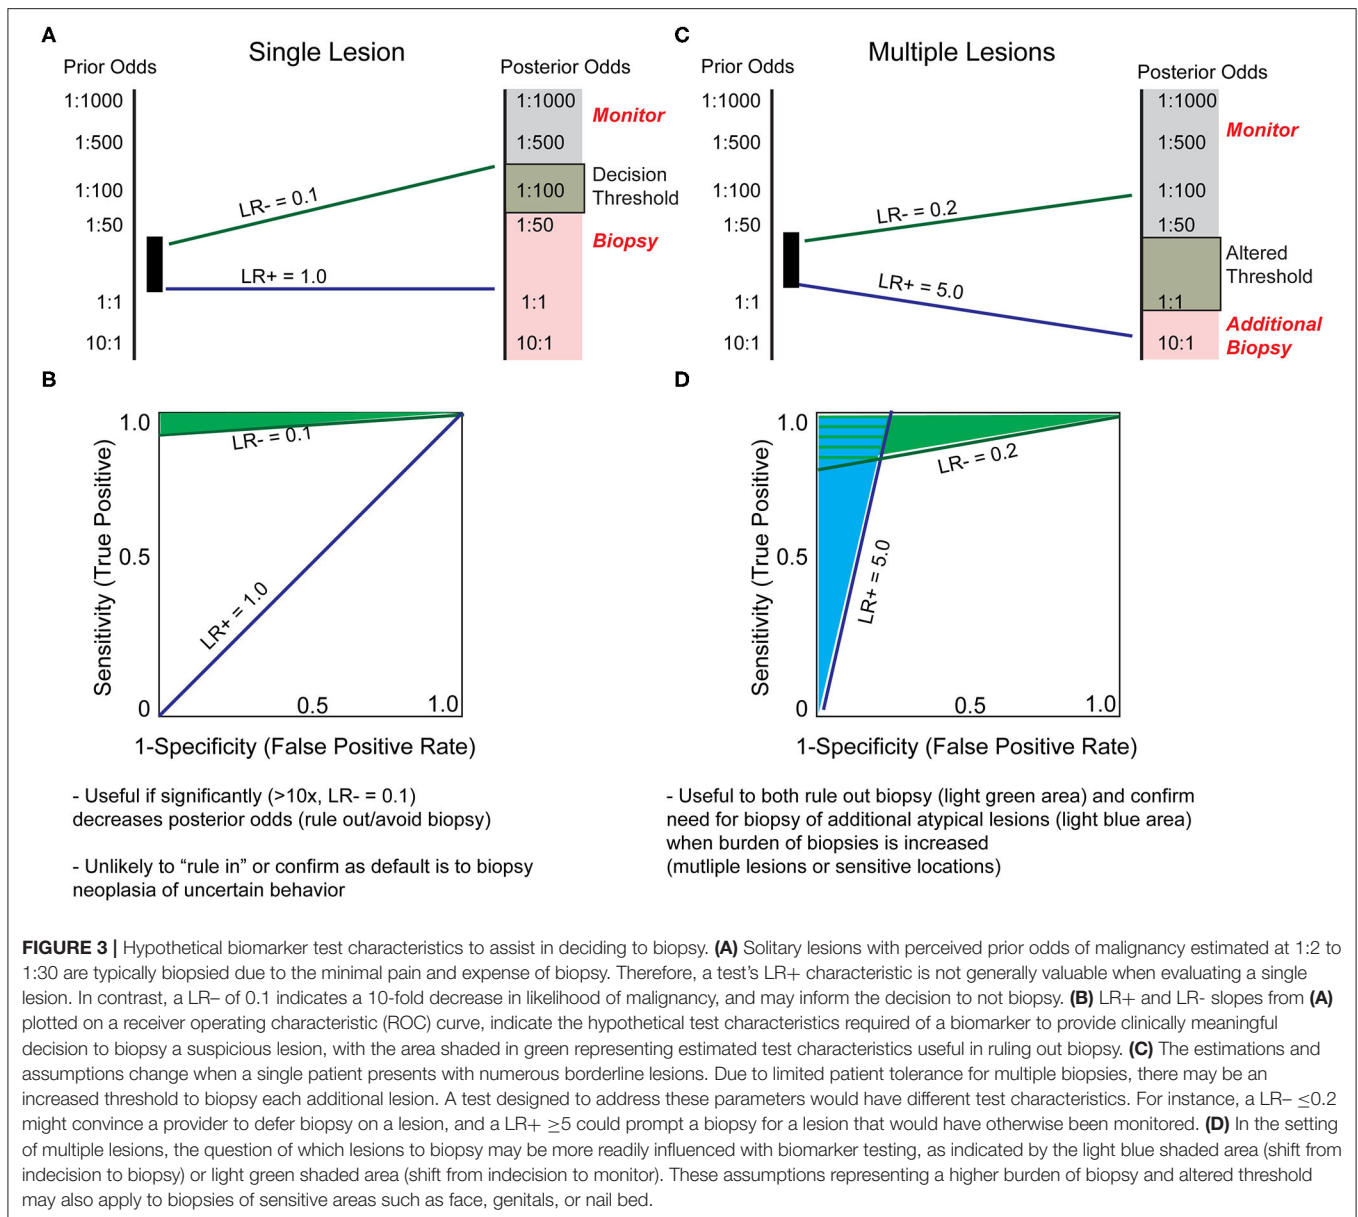 A
Single Lesion
Prior Odds
Posterior Odds
1:1000
1:500
1:100
1:50
1:1
10:1
LR- = 0.1
LR+ = 1.0
1:1000
1:500
1:100
1:50
1:1
10:1
Monitor
Decision
Threshold
Biopsy
C
Multiple Lesions
Prior Odds
Posterior Odds
1:1000
1:500
1:100
1:50
1:1
10:1
LR- = 0.2
LR+ = 5.0
1:1000
1:500
1:100
1:50
1:1
10:1
Monitor
Altered
Threshold
Additional
Biopsy
B
Sensitivity (True Positive)
1.0
0.5
0
LR- = 0.1
LR+ = 1.0
0.5
1.0
1-Specificity (False Positive Rate)
- Useful if significantly (>10x, LR- = 0.1)
decreases posterior odds (rule out/avoid biopsy)
- Unlikely to “rule in” or confirm as default is to biopsy
neoplasia of uncertain behavior
D
Sensitivity (True Positive)
1.0
0.5
0
LR- = 0.2
LR+ = 5.0
0.5
1.0
1-Specificity (False Positive Rate)
- Useful to both rule out biopsy (light green area) and confirm
need for biopsy of additional atypical lesions (light blue area)
when burden of biopsies is increased
(mutliple lesions or sensitive locations)
FIGURE 3 | Hypothetical biomarker test characteristics to assist in deciding to biopsy. (A) Solitary lesions with perceived prior odds of malignancy estimated at 1:2 to
1:30 are typically biopsied due to the minimal pain and expense of biopsy. Therefore, a test’s LR+ characteristic is not generally valuable when evaluating a single
lesion. In contrast, a LR– of 0.1 indicates a 10-fold decrease in likelihood of malignancy, and may inform the decision to not biopsy. (B) LR+ and LR- slopes from (A)
plotted on a receiver operating characteristic (ROC) curve, indicate the hypothetical test characteristics required of a biomarker to provide clinically meaningful
decision to biopsy a suspicious lesion, with the area shaded in green representing estimated test characteristics useful in ruling out biopsy. (C) The estimations and
assumptions change when a single patient presents with numerous borderline lesions. Due to limited patient tolerance for multiple biopsies, there may be an
increased threshold to biopsy each additional lesion. A test designed to address these parameters would have different test characteristics. For instance, a LR– ≤0.2
might convince a provider to defer biopsy on a lesion, and a LR+ ≥5 could prompt a biopsy for a lesion that would have otherwise been monitored. (D) In the setting
of multiple lesions, the question of which lesions to biopsy may be more readily influenced with biomarker testing, as indicated by the light blue shaded area (shift from
indecision to biopsy) or light green shaded area (shift from indecision to monitor). These assumptions representing a higher burden of biopsy and altered threshold
may also apply to biopsies of sensitive areas such as face, genitals, or nail bed.